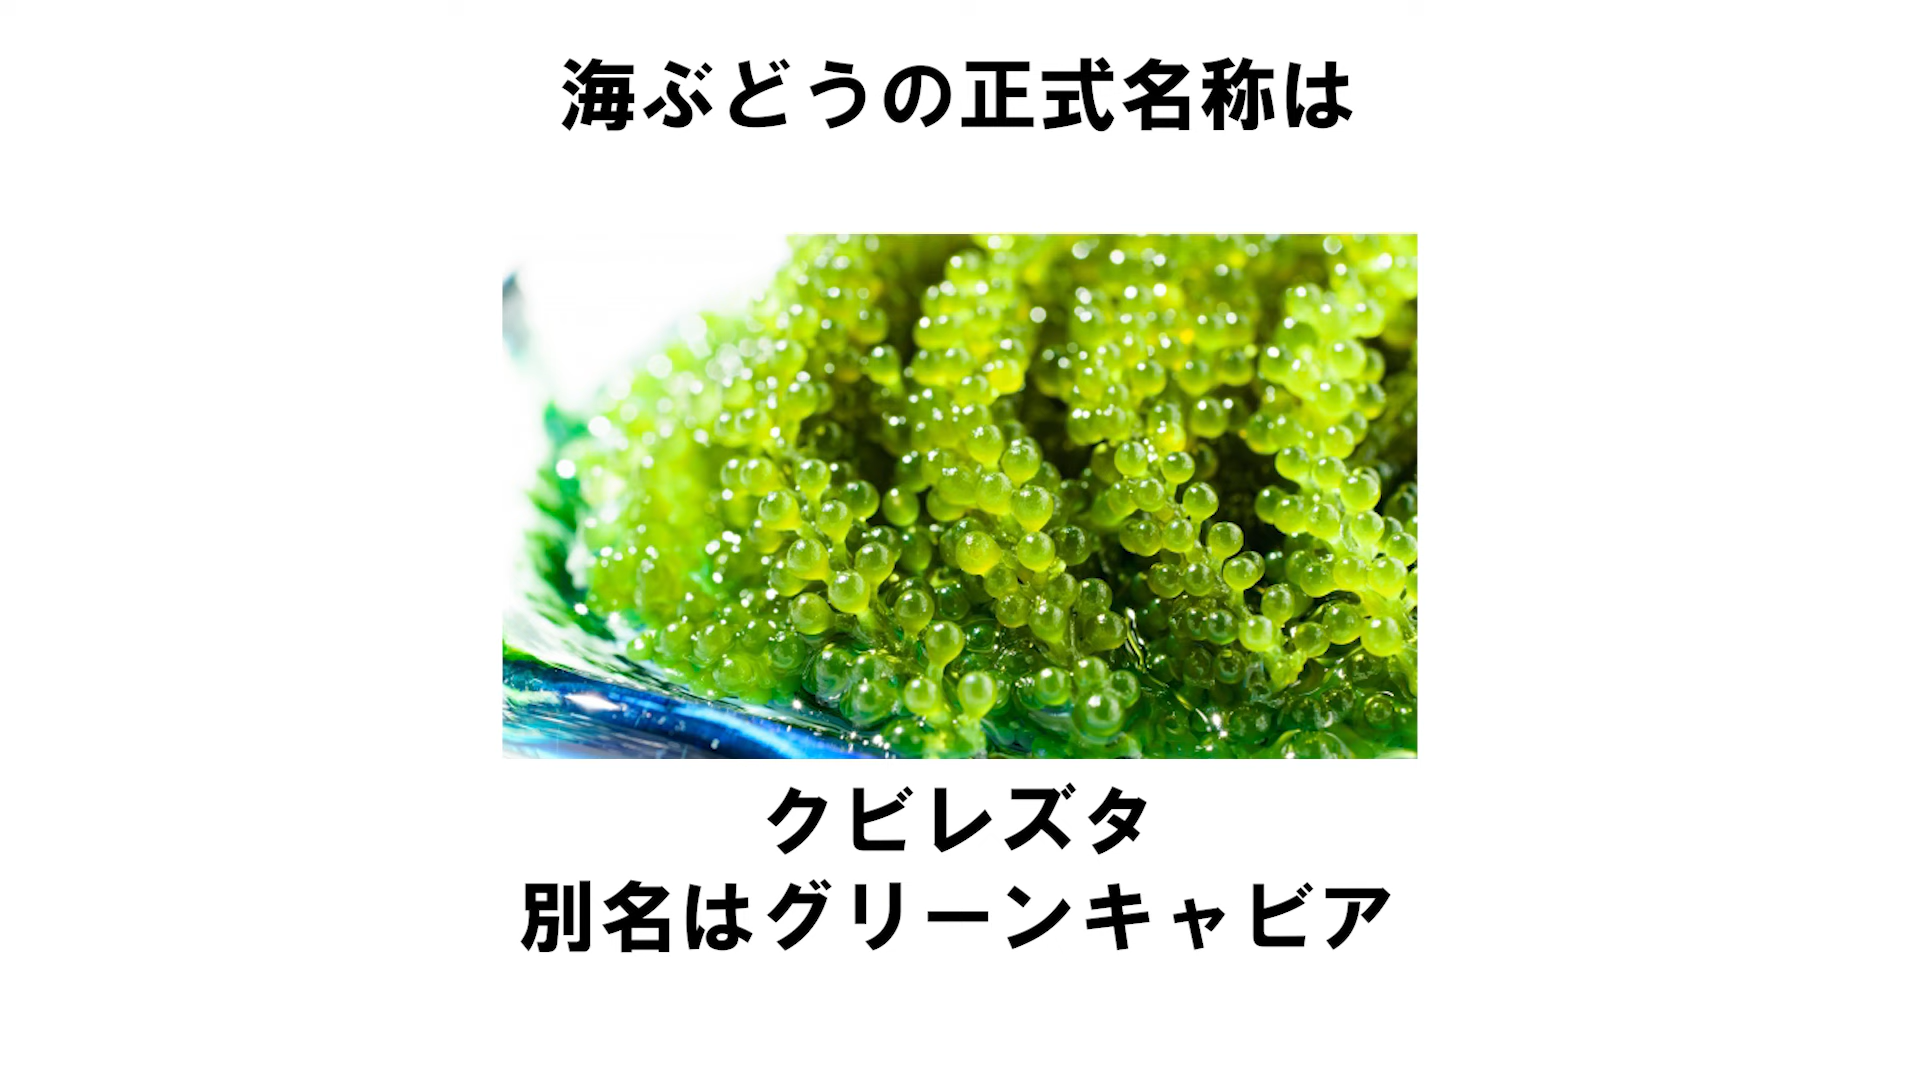 海ぶどうの正式名称は
クビレズタ
別名はグリーンキャビア